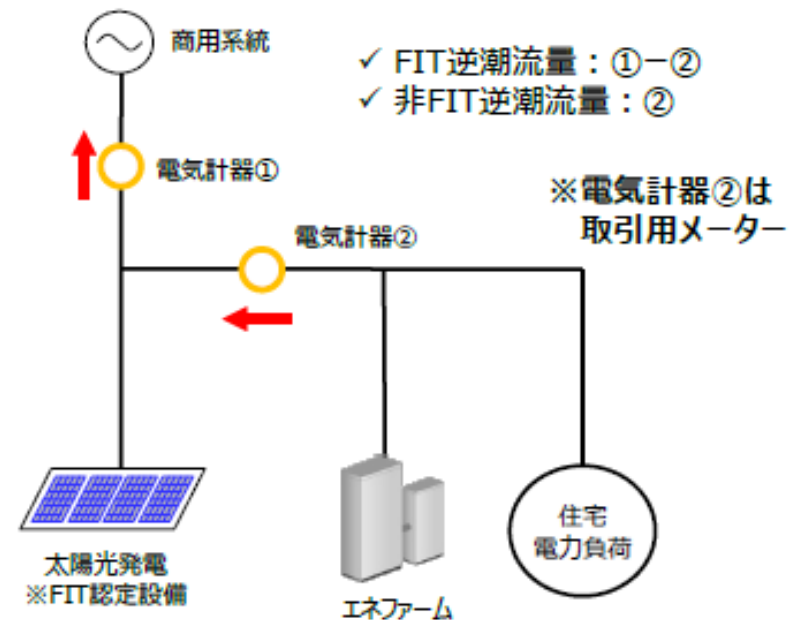 商用系統
✓ FIT逆潮流量：①－②
✓ 非FIT逆潮流量：②
電気計器①
※電気計器②は
取引用メーター
電気計器②
住宅
電力負荷
太陽光発電
※FIT認定設備
エネファーム